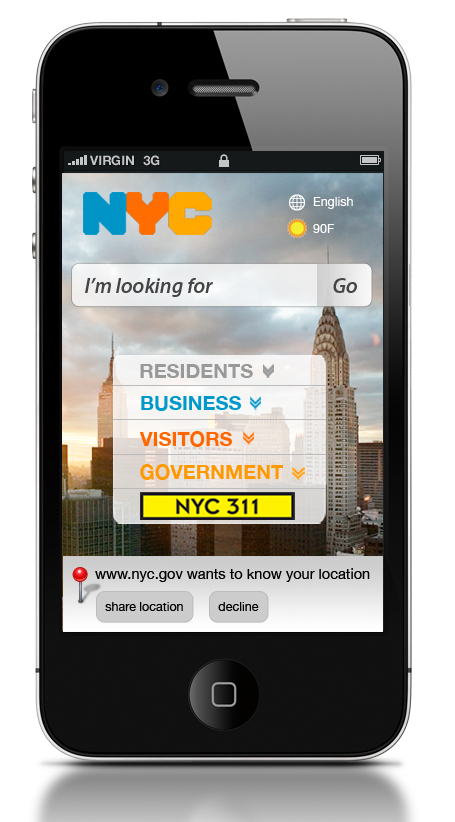 VIRGIN 3G
NYC
English
90F
I'm looking for
Go
RESIDENTS
BUSINESS
VISITORS
GOVERNMENT
NYC 311
www.nyc.gov wants to know your location
share location
decline